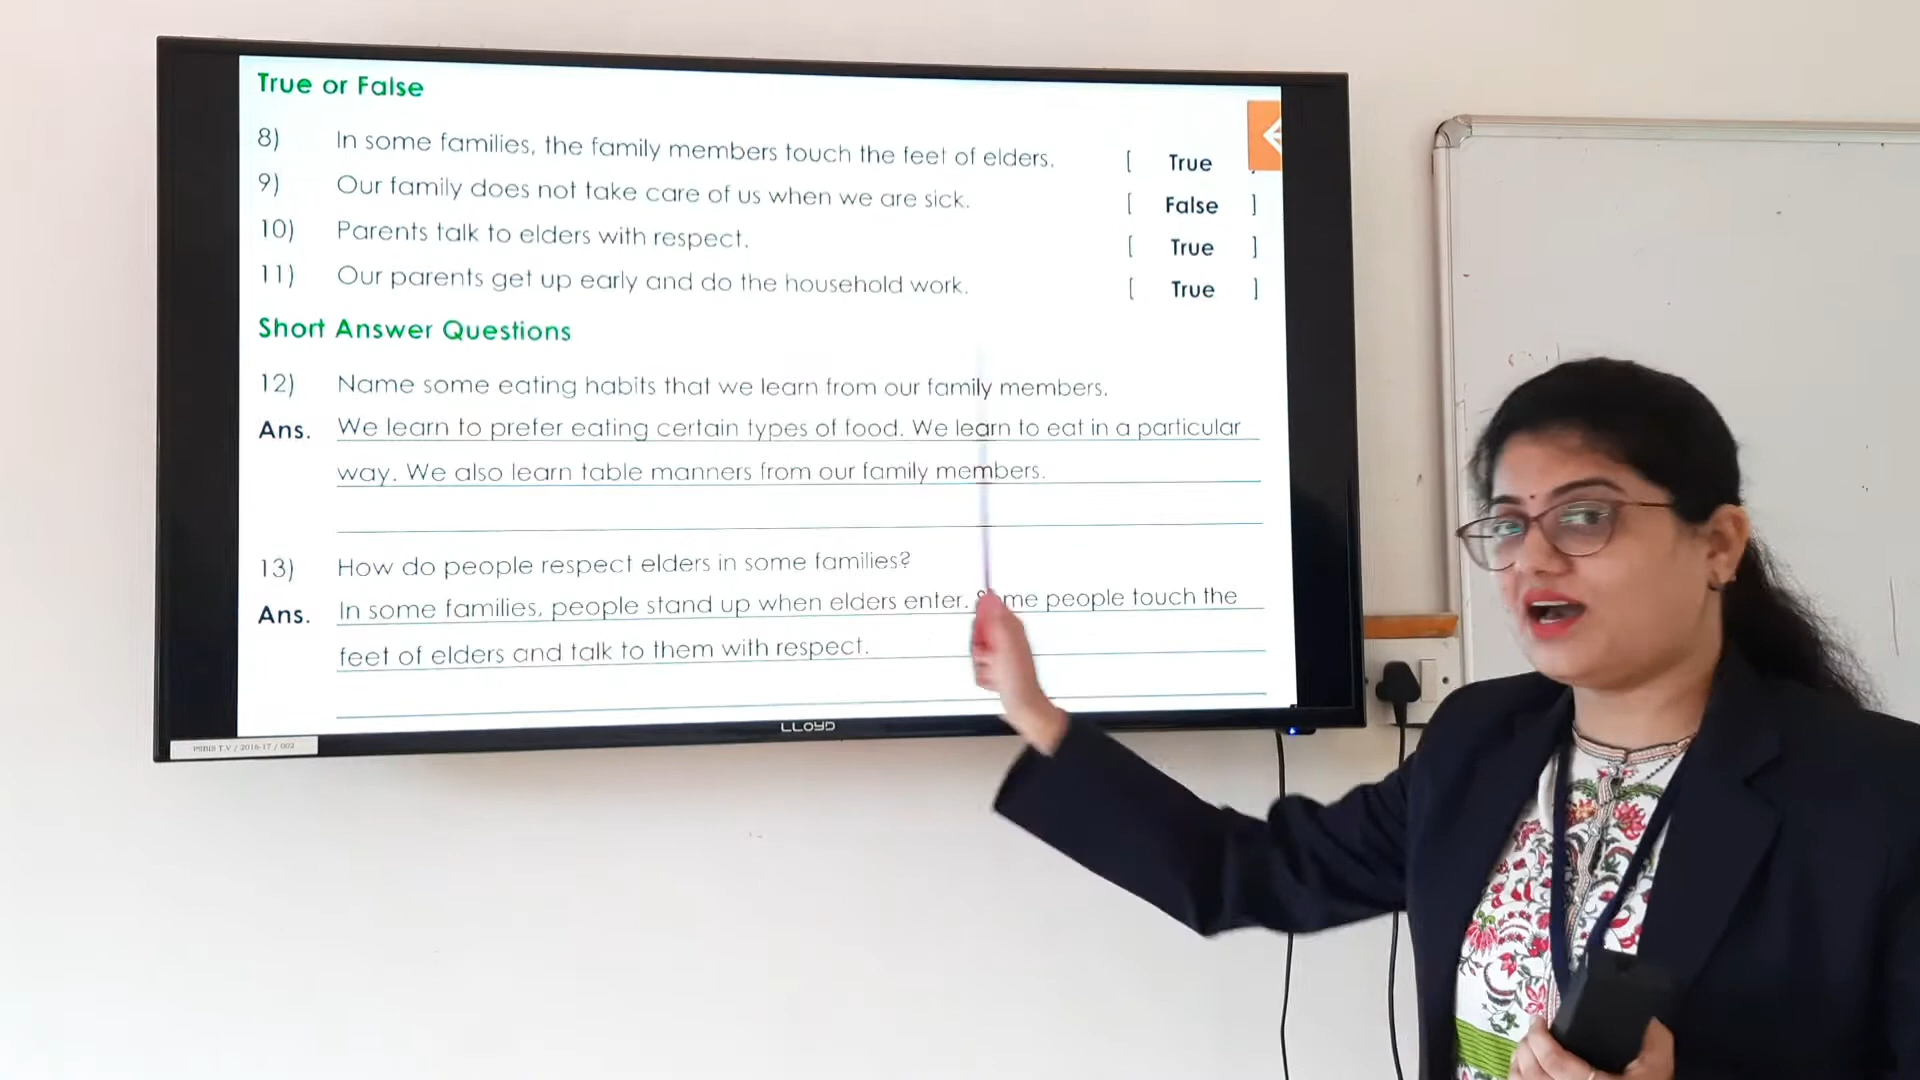 True or False
8) In some families, the family members touch the feet of elders. [ True
9) Our family does not take care of us when we are sick. [ False ]
10) Parents talk to elders with respect. [ True ]
11) Our parents get up early and do the household work. [ True ]
Short Answer Questions
12) Name some eating habits that we learn from our family members.
Ans. We learn to prefer eating certain types of food. We learn to eat in a particular
way. We also learn table manners from our family members.
13) How do people respect elders in some families?
Ans. In some families, people stand up when elders enter. Some people touch the
feet of elders and talk to them with respect.
LLOYD
PSBIS T.V / 2016-17 / 002